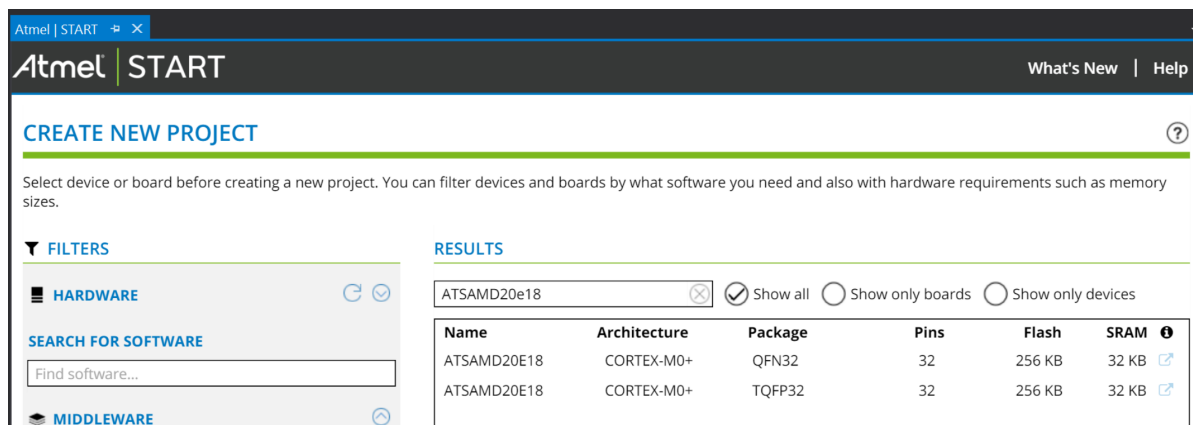 Atmel | START
Atmel START
What's New | Help
CREATE NEW PROJECT
?
Select device or board before creating a new project. You can filter devices and boards by what software you need and also with hardware requirements such as memory
sizes.
FILTERS
HARDWARE
SEARCH FOR SOFTWARE
Find software...
MIDDLEWARE
RESULTS
ATSAMD20e18 Show all Show only boards Show only devices
Name Architecture Package Pins Flash SRAM
ATSAMD20E18 CORTEX-M0+ QFN32 32 256 KB 32 KB
ATSAMD20E18 CORTEX-M0+ TQFP32 32 256 KB 32 KB